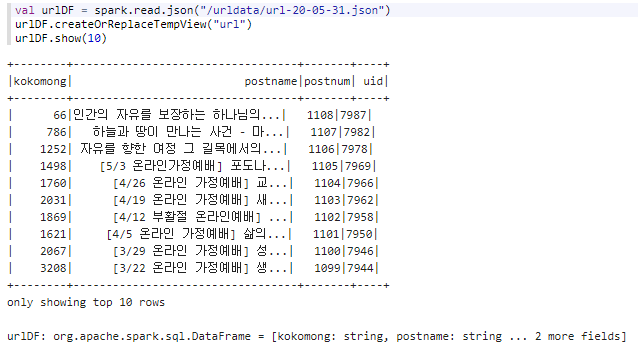 val urlDF = spark.read.json("/urldata/url-20-05-31.json")
urlDF.createOrReplaceTempView("url")
urlDF.show(10)
+--------+--------------------------+-------+----+
|kokomong|                  postname|postnum| uid|
+--------+--------------------------+-------+----+
|      66|인간의 자유를 보장하는 하나님의...|   1108|7987|
|     786|   하늘과 땅이 만나는 사건 - 마...|   1107|7982|
|    1252| 자유를 향한 여정 그 길목에서의...|   1106|7978|
|    1498|    [5/3 온라인가정예배] 포도나...|   1105|7969|
|    1760|      [4/26 온라인 가정예배] 교...|   1104|7966|
|    2031|      [4/19 온라인 가정예배] 새...|   1103|7962|
|    1869|      [4/12 부활절 온라인예배] ...|   1102|7958|
|    1621|     [4/5 온라인 가정예배] 삶의...|   1101|7950|
|    2067|      [3/29 온라인 가정예배] 성...|   1100|7946|
|    3208|      [3/22 온라인 가정예배] 생...|   1099|7944|
+--------+--------------------------+-------+----+
only showing top 10 rows
urlDF: org.apache.spark.sql.DataFrame = [kokomong: string, postname: string ... 2 more fields]